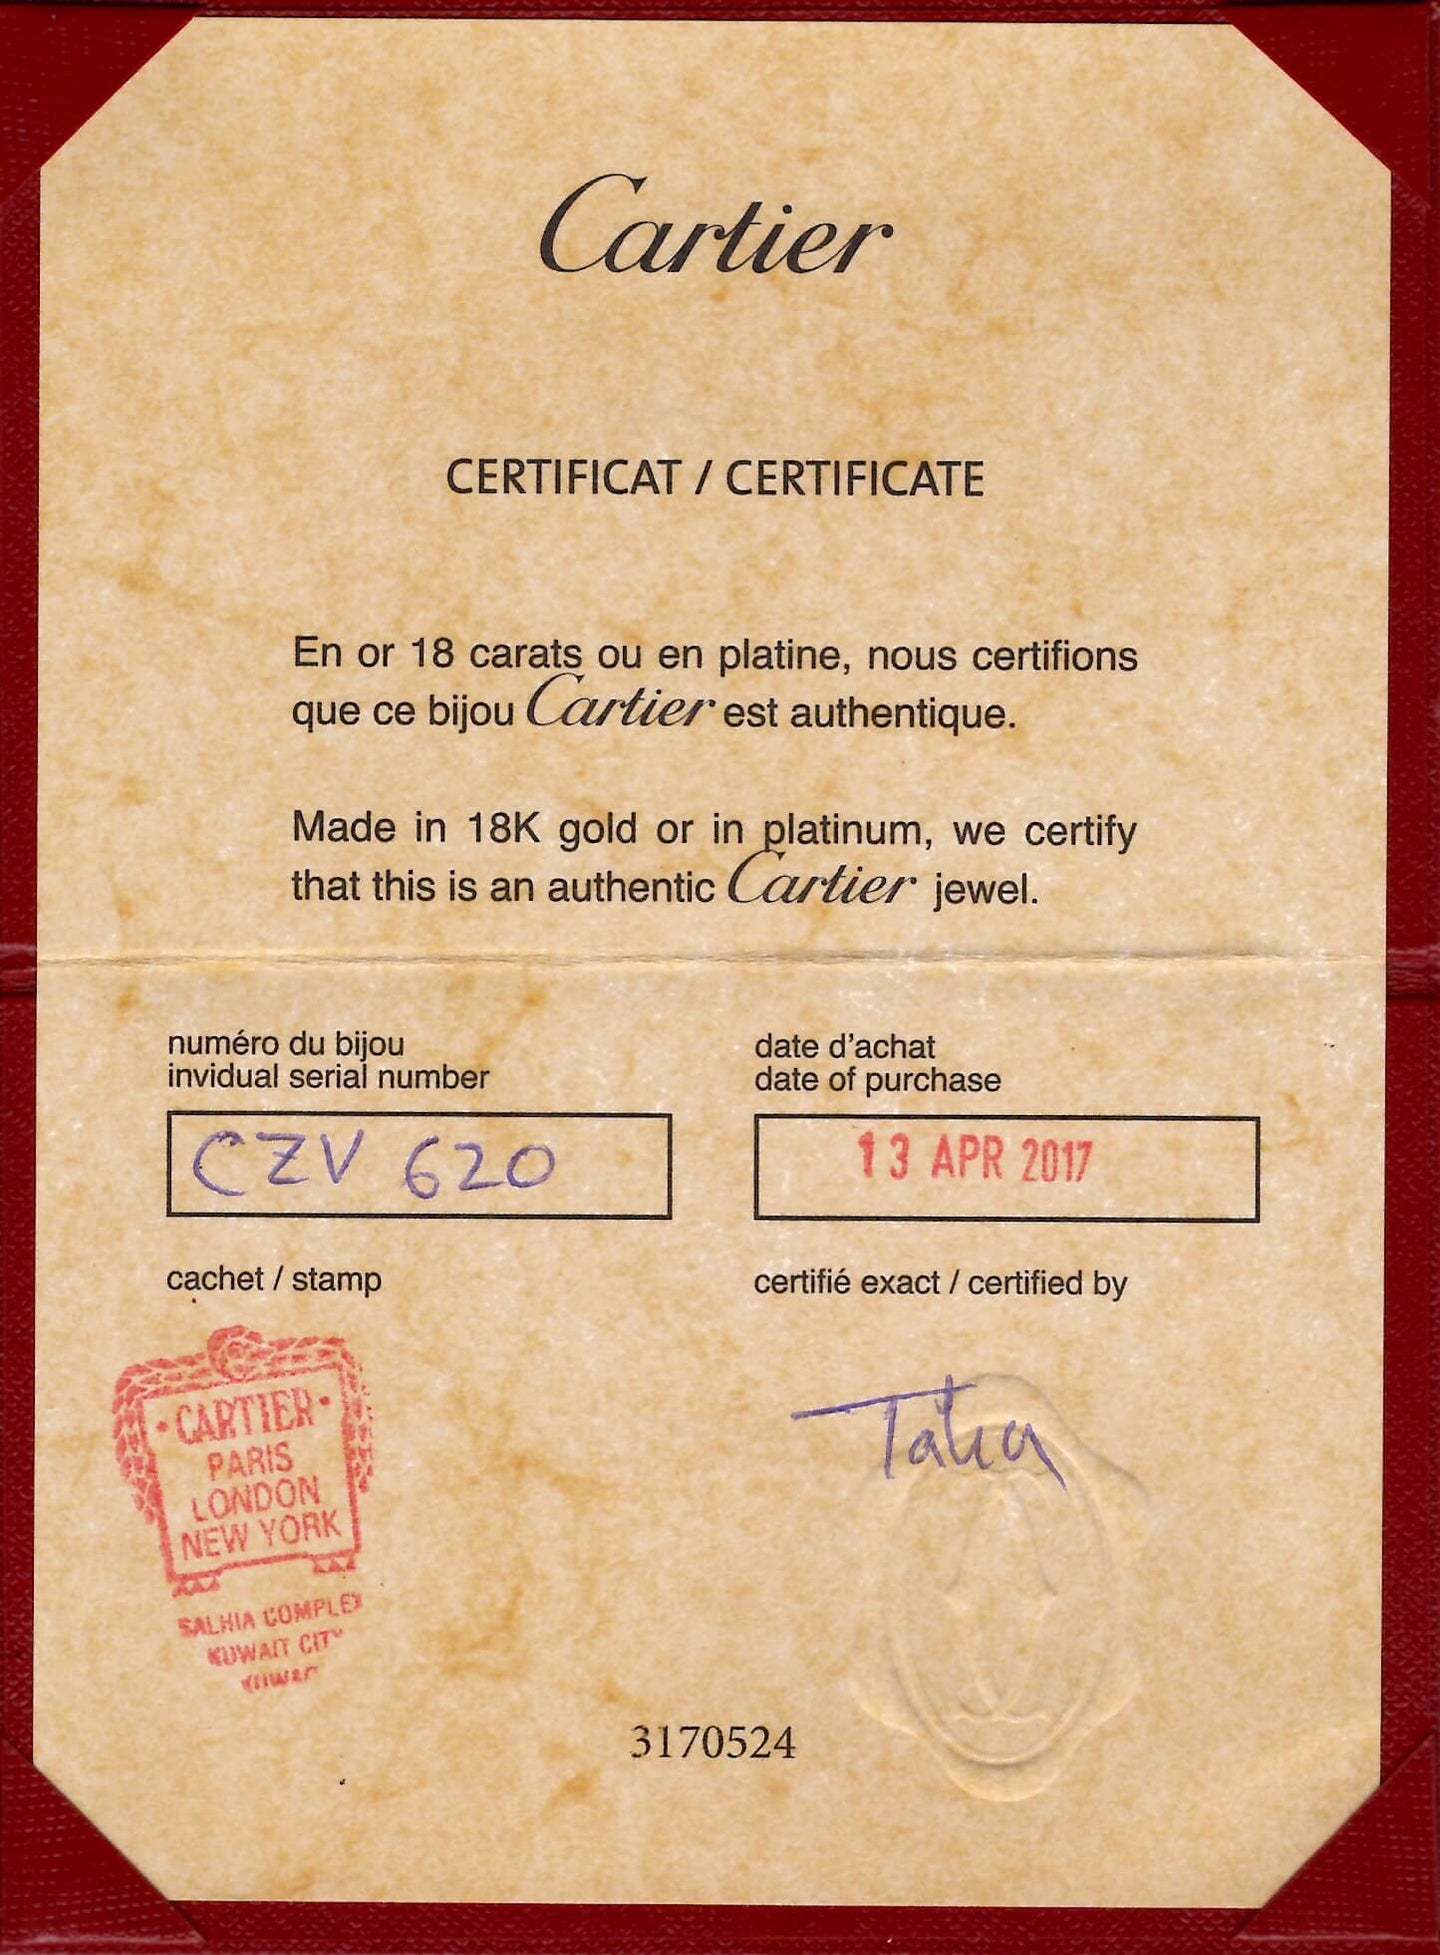 Cartier
CERTIFICAT / CERTIFICATE
En or 18 carats ou en platine, nous certifions
que ce bijou Cartier est authentique.
Made in 18K gold or in platinum, we certify
that this is an authentic Cartier jewel.
numéro du bijou
invidual serial number
CZV 620
date d'achat
date of purchase
13 APR 2017
cachet / stamp
certifié exact / certified by
· CARTIER ·
PARIS
LONDON
NEW YORK
SALHIA COMPLEX
KUWAIT CITY
3170524